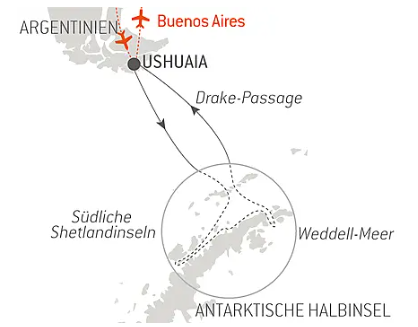 Buenos Aires
ARGENTINIEN
USHUAIA
Drake-Passage
Südliche
Shetlandinseln
Weddell-Meer
ANTARKTISCHE HALBINSEL